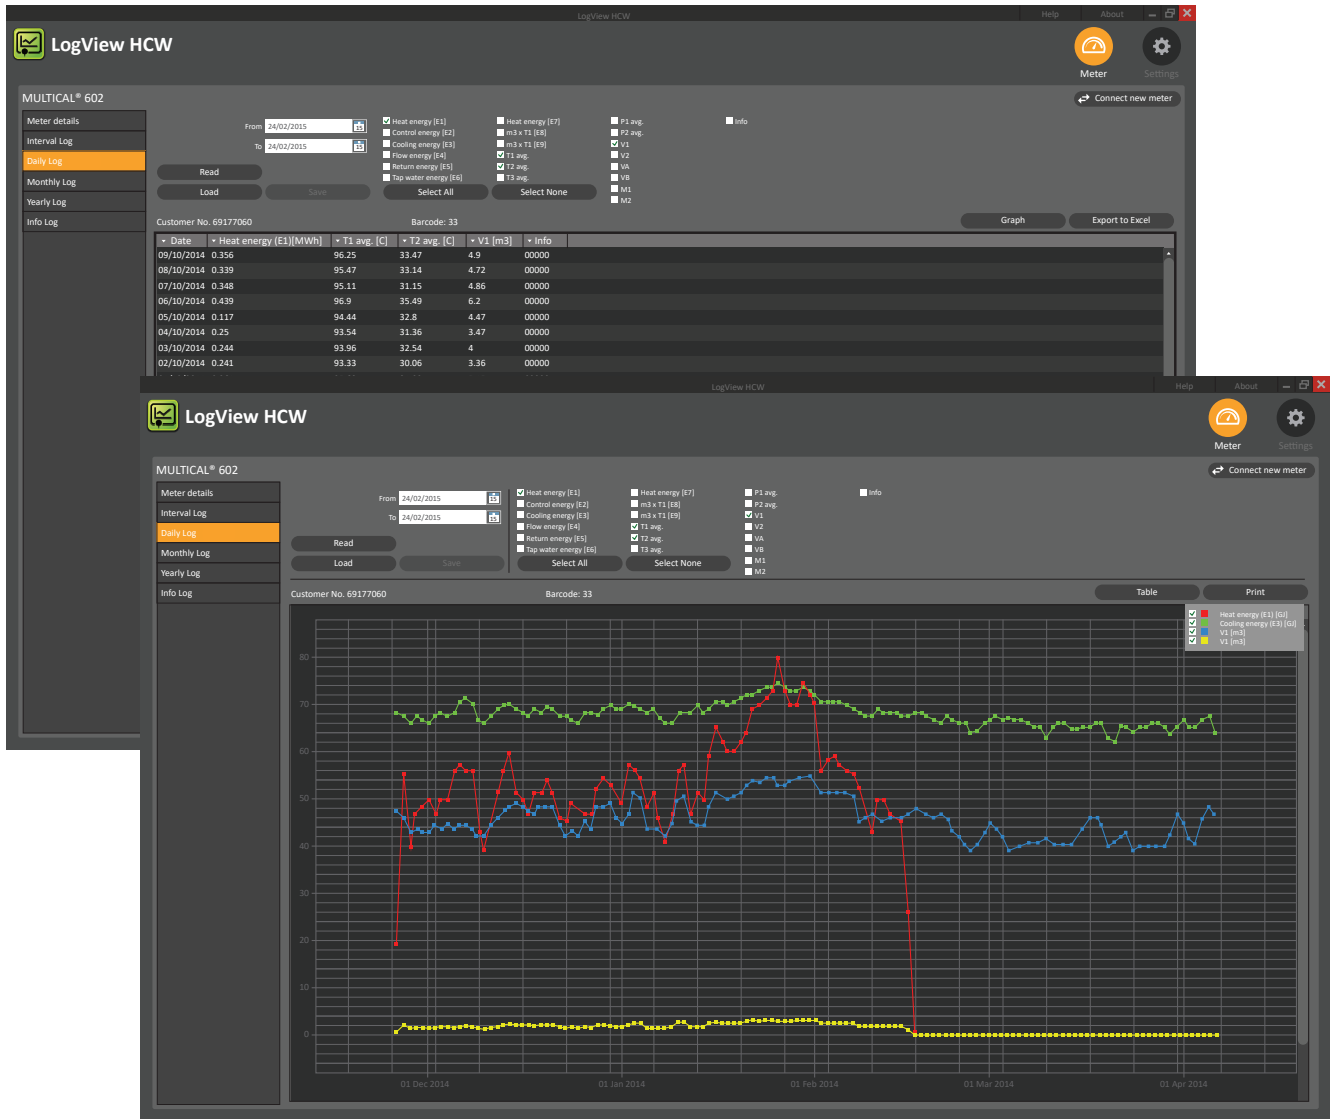 LogView HCW
Help
About
LogView HCW
Meter
Settings
MULTICAL® 602
Connect new meter
Meter details
Interval Log
Daily Log
Monthly Log
Yearly Log
Info Log
From 24/02/2015 15
To 24/02/2015 15
Read
Load
Save
Heat energy [E1]
Control energy [E2]
Cooling energy [E3]
Flow energy [E4]
Return energy [E5]
Tap water energy [E6]
Heat energy [E7]
m3 x T1 [E8]
m3 x T1 [E9]
T1 avg.
T2 avg.
T3 avg.
P1 avg.
P2 avg.
V1
V2
VA
VB
M1
M2
Info
Select All
Select None
Customer No. 69177060
Barcode: 33
Graph
Export to Excel
Date Heat energy (E1)[MWh] T1 avg. [C] T2 avg. [C] V1 [m3] Info
09/10/2014 0.356 96.25 33.47 4.9 00000
08/10/2014 0.339 95.47 33.14 4.72 00000
07/10/2014 0.348 95.11 31.15 4.86 00000
06/10/2014 0.439 96.9 35.49 6.2 00000
05/10/2014 0.117 94.44 32.8 4.47 00000
04/10/2014 0.25 93.54 31.36 3.47 00000
03/10/2014 0.244 93.96 32.54 4 00000
02/10/2014 0.241 93.33 30.06 3.36 00000
LogView HCW
Help
About
LogView HCW
Meter
Settings
MULTICAL® 602
Connect new meter
Meter details
Interval Log
Daily Log
Monthly Log
Yearly Log
Info Log
From 24/02/2015 15
To 24/02/2015 15
Read
Load
Save
Heat energy [E1]
Control energy [E2]
Cooling energy [E3]
Flow energy [E4]
Return energy [E5]
Tap water energy [E6]
Heat energy [E7]
m3 x T1 [E8]
m3 x T1 [E9]
T1 avg.
T2 avg.
T3 avg.
P1 avg.
P2 avg.
V1
V2
VA
VB
M1
M2
Info
Select All
Select None
Customer No. 69177060
Barcode: 33
Table
Print
Heat energy (E1) [GJ]
Cooling energy (E3) [GJ]
V1 [m3]
V1 [m3]
80
70
60
50
40
30
20
10
0
01 Dec 2014
01 Jan 2014
01 Feb 2014
01 Mar 2014
01 Apr 2014